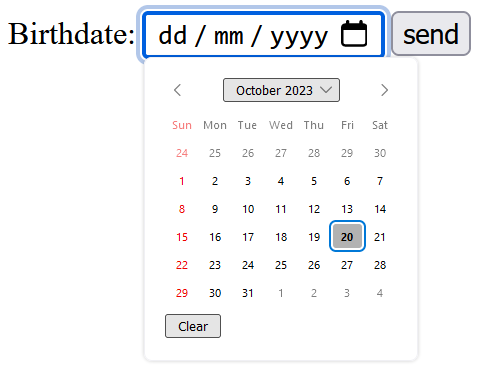 Birthdate: dd / mm / yyyy send
October 2023
Sun Mon Tue Wed Thu Fri Sat
24 25 26 27 28 29 30
1 2 3 4 5 6 7
8 9 10 11 12 13 14
15 16 17 18 19 20 21
22 23 24 25 26 27 28
29 30 31 1 2 3 4
Clear